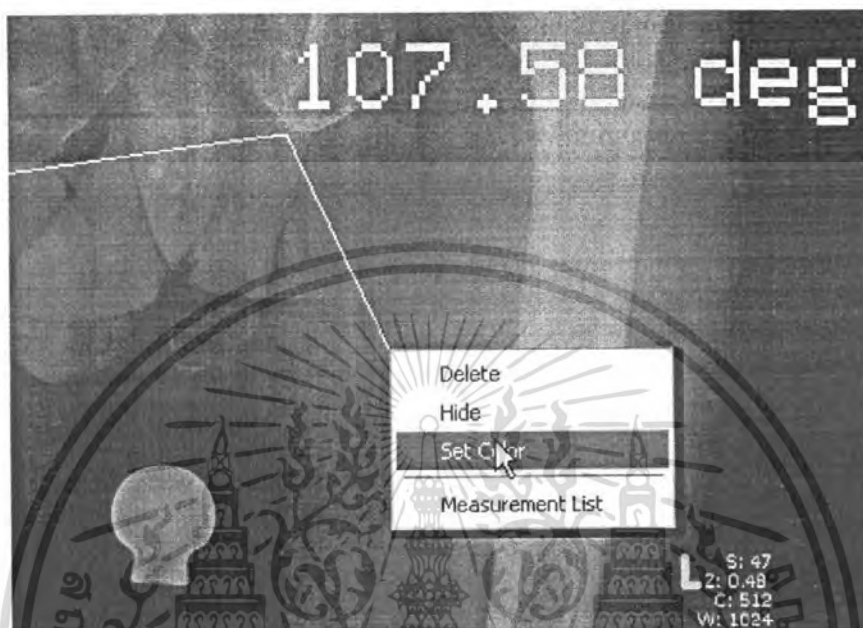 107.58 deg
Delete
Hide
Set Color
Measurement List
L
S: 47
Z: 0.48
C: 512
W: 1024